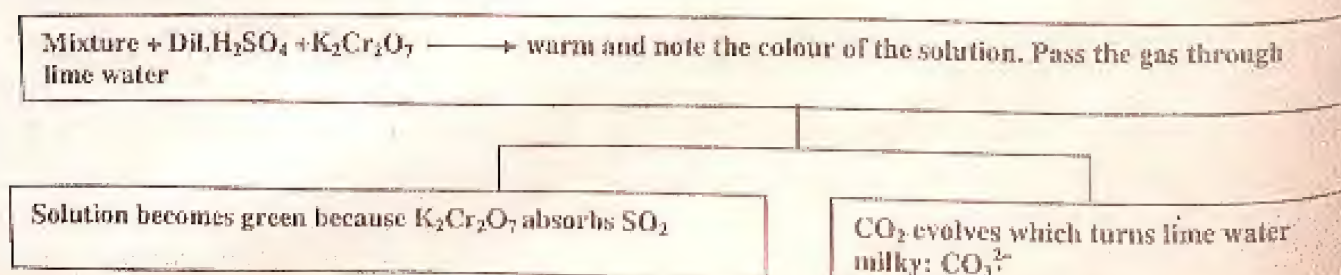 Mixture + Dil.H₂SO₄ +K₂Cr₂O₇ ⟶ warm and note the colour of the solution. Pass the gas through
lime water
Solution becomes green because K₂Cr₂O₇ absorbs SO₂
CO₂ evolves which turns lime water
milky: CO₃²⁻